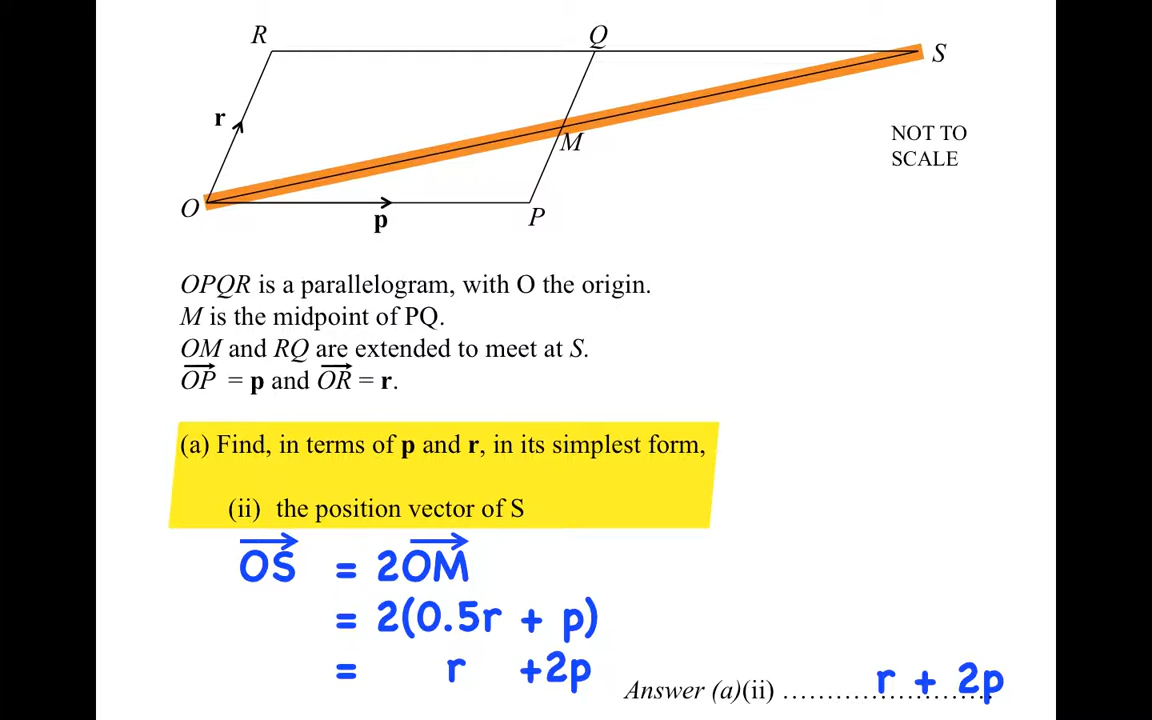 R Q S
r
M
NOT TO
SCALE
O P
p
OPQR is a parallelogram, with O the origin.
M is the midpoint of PQ.
OM and RQ are extended to meet at S.
OP = p and OR = r.
(a) Find, in terms of p and r, in its simplest form,
(ii) the position vector of S
OS = 2OM
= 2(0.5r + p)
= r +2p
Answer (a)(ii) ........................ r + 2p